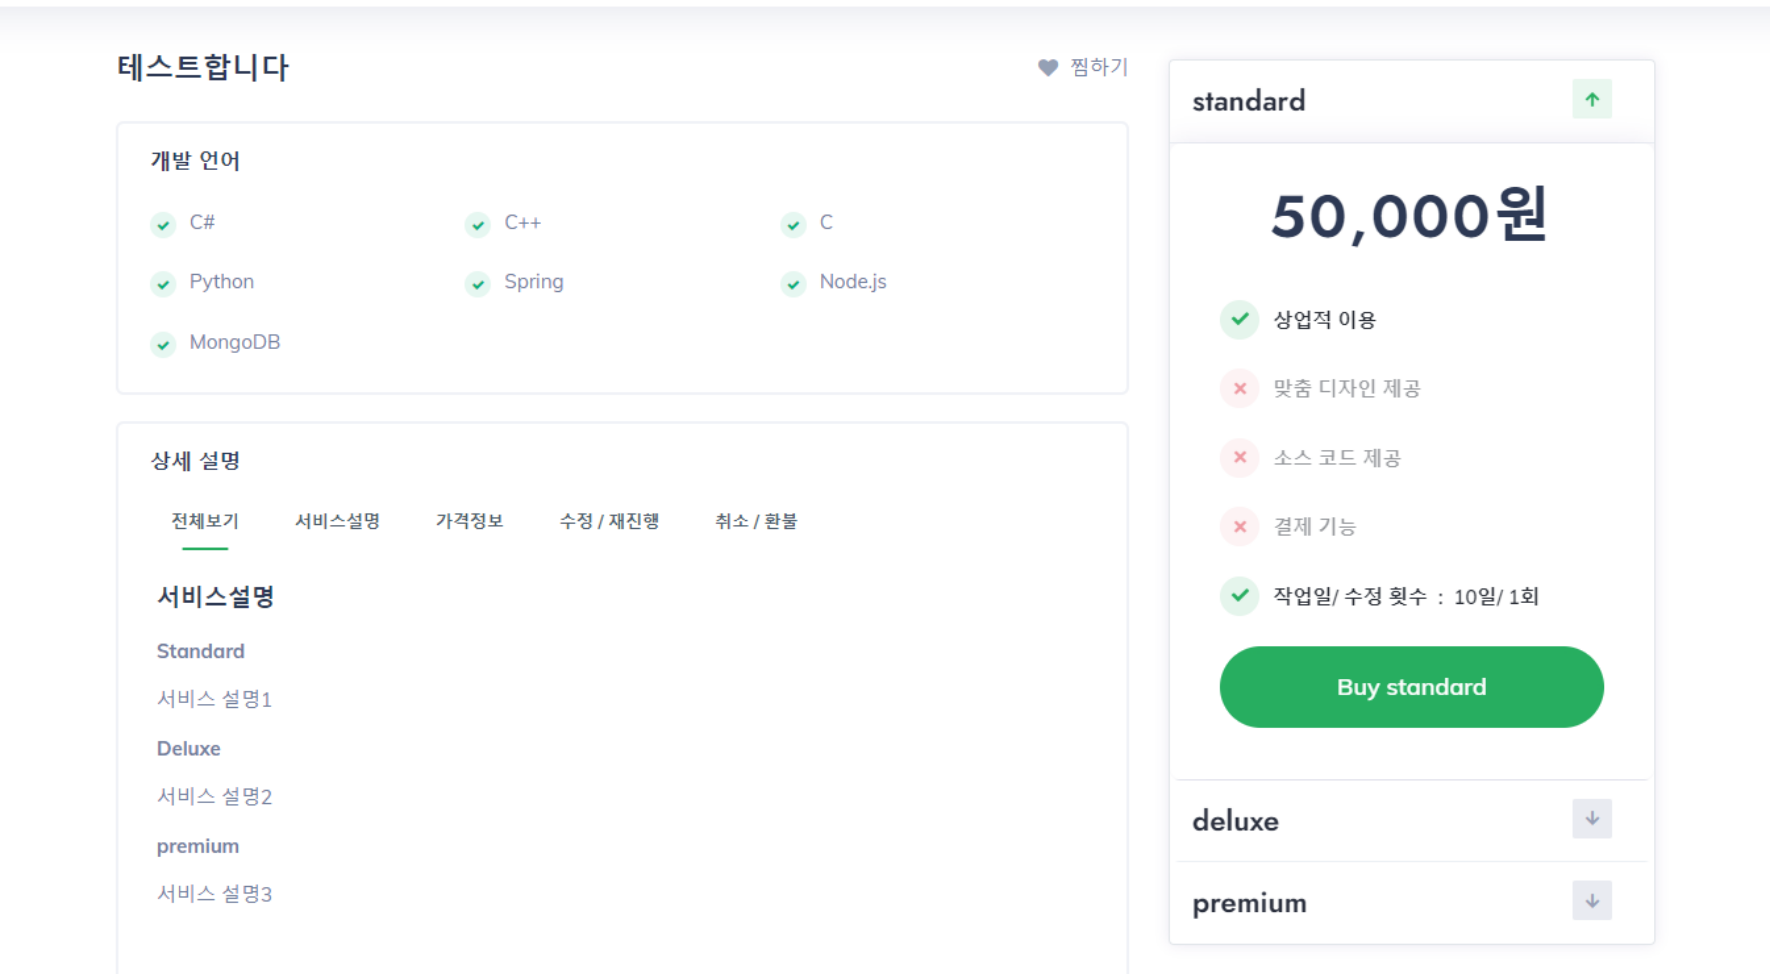 테스트합니다
찜하기
개발 언어
C#
C++
C
Python
Spring
Node.js
MongoDB
상세 설명
전체보기
서비스설명
가격정보
수정 / 재진행
취소 / 환불
서비스설명
Standard
서비스 설명1
Deluxe
서비스 설명2
premium
서비스 설명3
standard
50,000원
상업적 이용
맞춤 디자인 제공
소스 코드 제공
결제 기능
작업일/ 수정 횟수 : 10일/ 1회
Buy standard
deluxe
premium